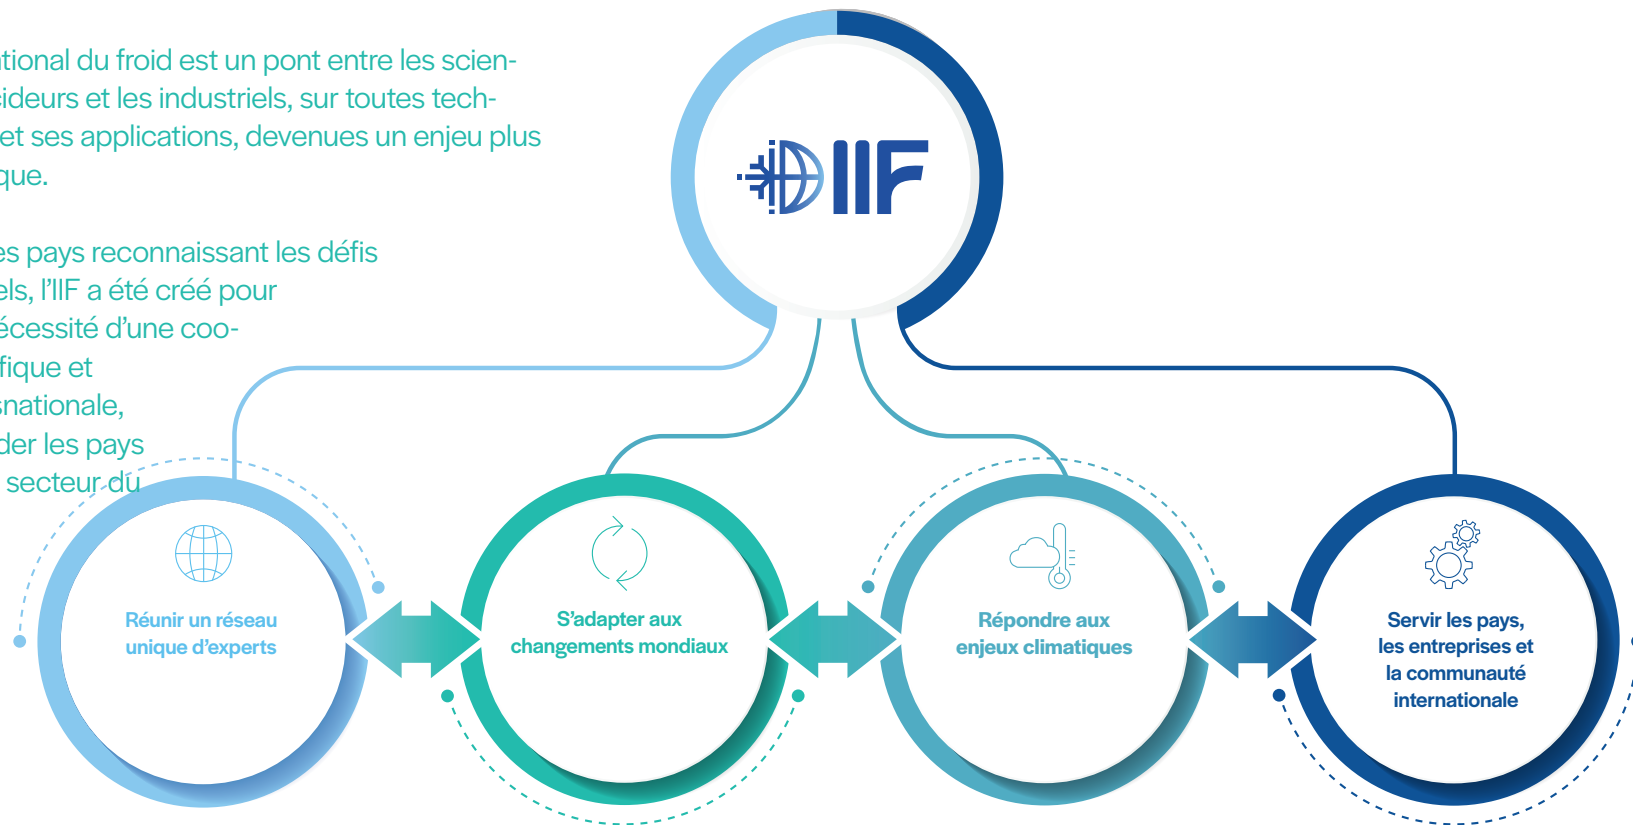 tional du froid est un pont entre les scien-
cideurs et les industriels, sur toutes tech-
et ses applications, devenues un enjeu plus
que.
es pays reconnaissant les défis
els, l’IIF a été créé pour
écessité d’une coo-
fique et
snationale,
der les pays
secteur du
IIF
Réunir un réseau
unique d’experts
S’adapter aux
changements mondiaux
Répondre aux
enjeux climatiques
Servir les pays,
les entreprises et
la communauté
internationale